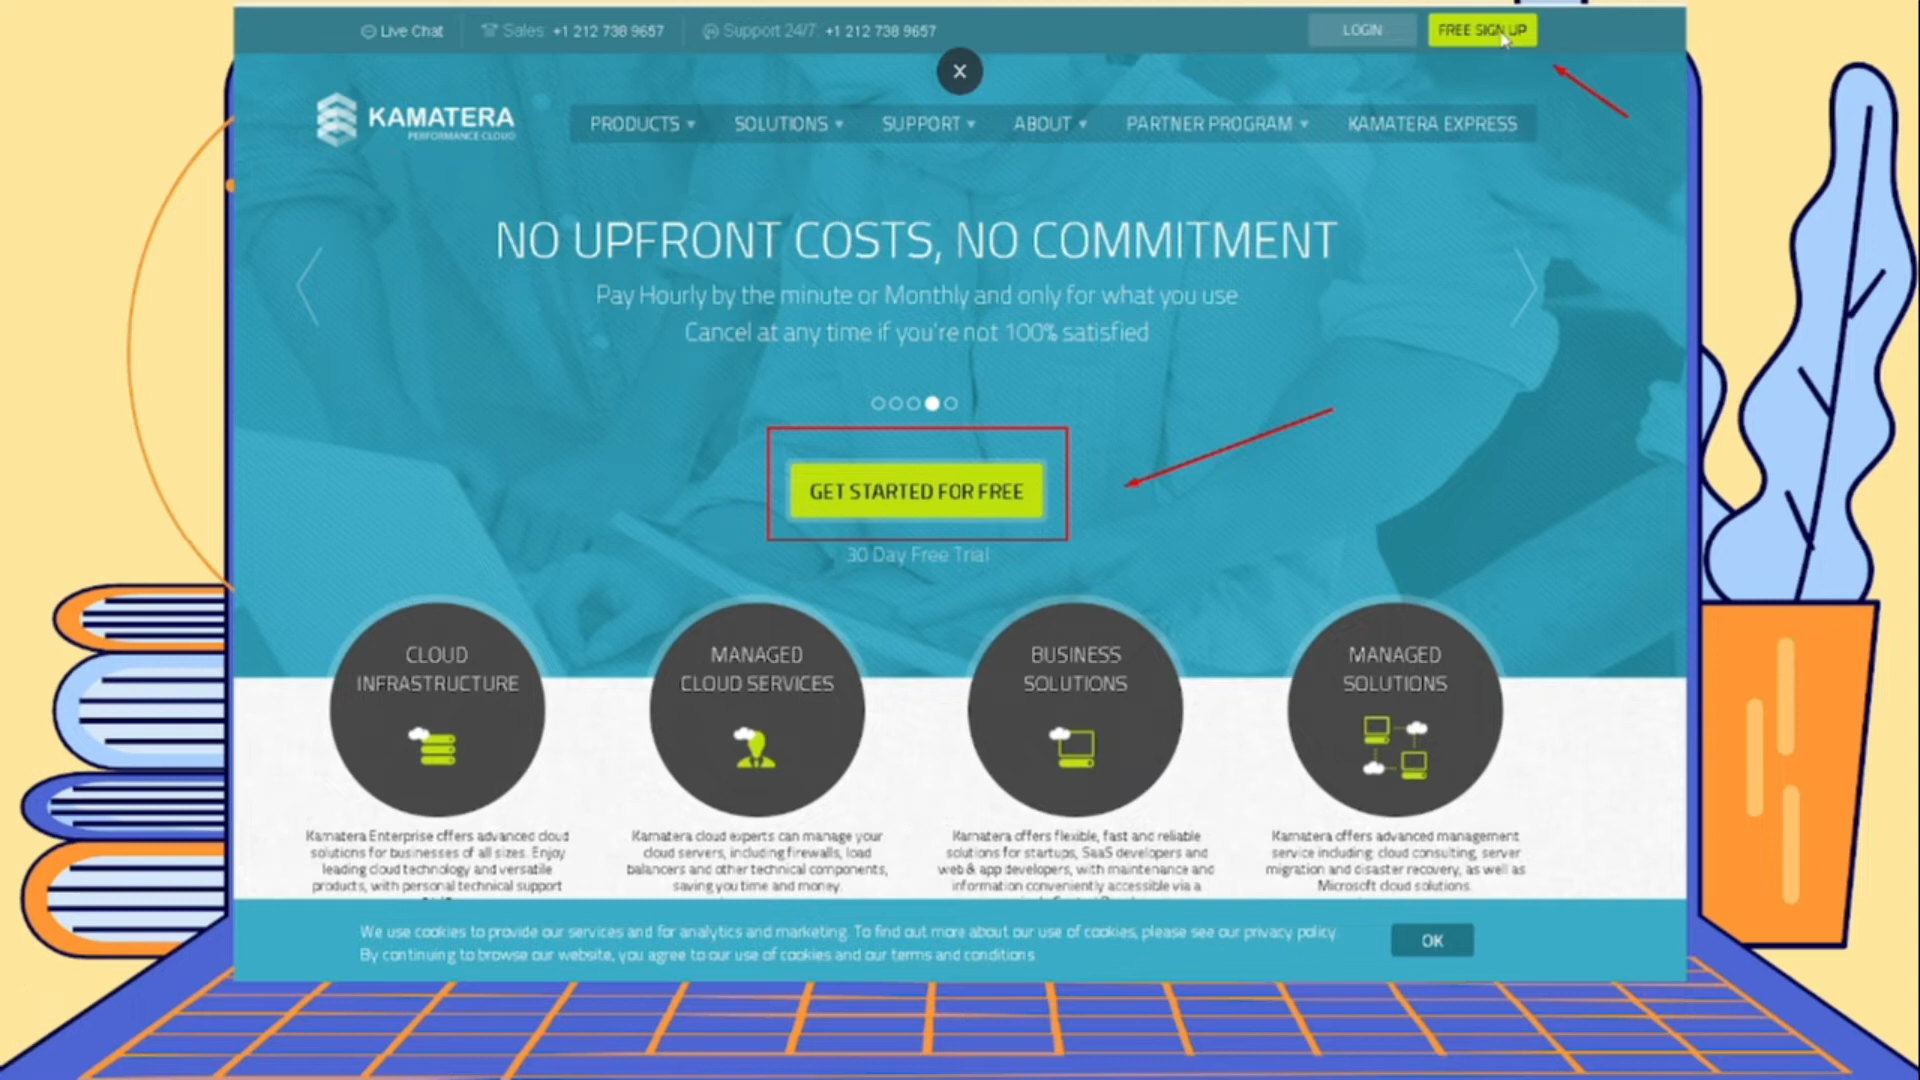 Live Chat
Sales: +1 212 738 9657
Support 24/7: +1 212 738 9657
LOGIN
FREE SIGN UP
KAMATERA
PERFORMANCE CLOUD
PRODUCTS
SOLUTIONS
SUPPORT
ABOUT
PARTNER PROGRAM
KAMATERA EXPRESS
NO UPFRONT COSTS, NO COMMITMENT
Pay Hourly by the minute or Monthly and only for what you use
Cancel at any time if you're not 100% satisfied
GET STARTED FOR FREE
30 Day Free Trial
CLOUD
INFRASTRUCTURE
Kamatera Enterprise offers advanced cloud
solutions for businesses of all sizes. Enjoy
leading cloud technology and versatile
products, with personal technical support
MANAGED
CLOUD SERVICES
Kamatera cloud experts can manage your
cloud servers, including firewalls, load
balancers and other technical components,
saving you time and money.
BUSINESS
SOLUTIONS
Kamatera offers flexible, fast and reliable
solutions for startups, SaaS developers and
web & app developers, with maintenance and
information conveniently accessible via a
MANAGED
SOLUTIONS
Kamatera offers advanced management
service including: cloud consulting, server
migration and disaster recovery, as well as
Microsoft cloud solutions.
We use cookies to provide our services and for analytics and marketing. To find out more about our use of cookies, please see our privacy policy.
By continuing to browse our website, you agree to our use of cookies and our terms and conditions
OK